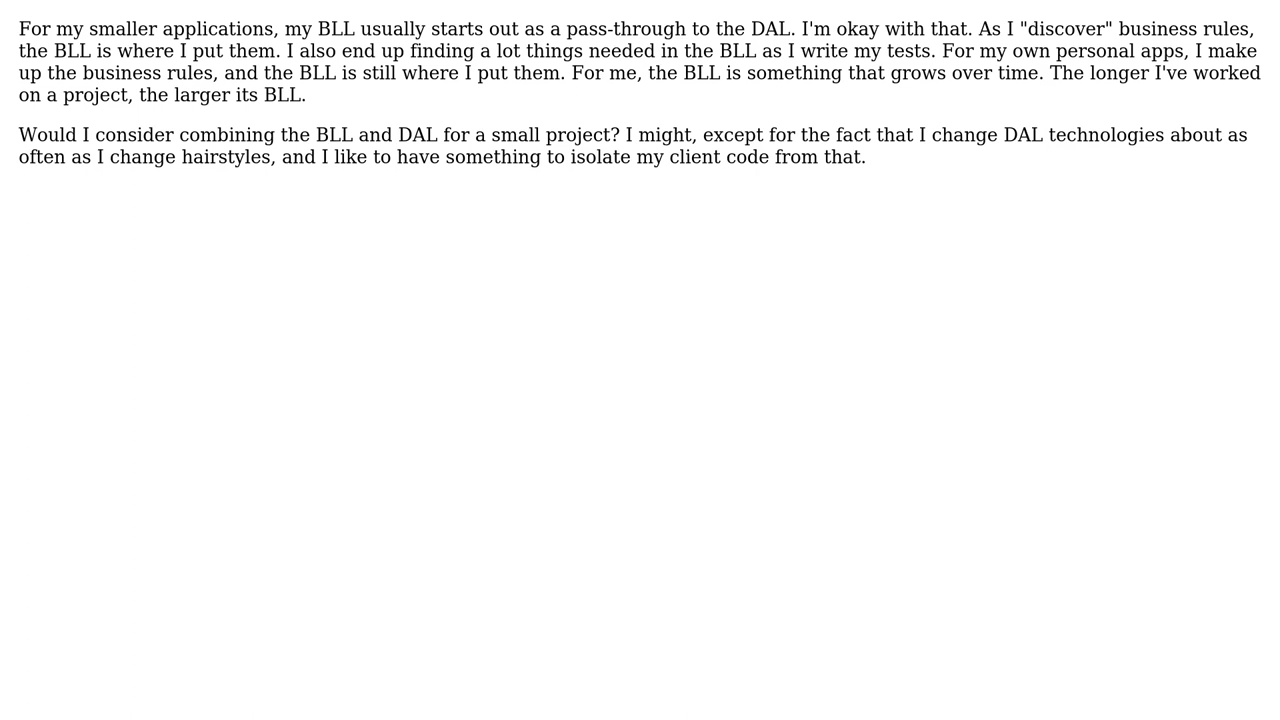 For my smaller applications, my BLL usually starts out as a pass-through to the DAL. I'm okay with that. As I "discover" business rules,
the BLL is where I put them. I also end up finding a lot things needed in the BLL as I write my tests. For my own personal apps, I make
up the business rules, and the BLL is still where I put them. For me, the BLL is something that grows over time. The longer I've worked
on a project, the larger its BLL.
Would I consider combining the BLL and DAL for a small project? I might, except for the fact that I change DAL technologies about as
often as I change hairstyles, and I like to have something to isolate my client code from that.